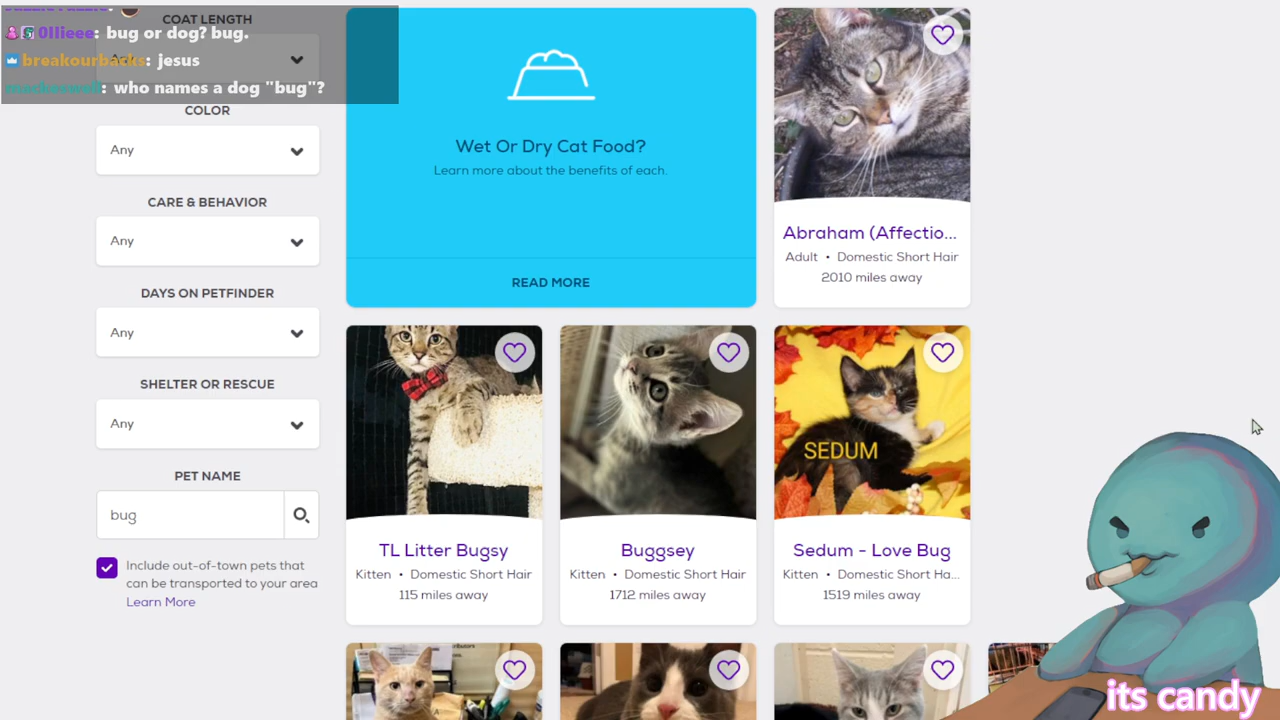 COAT LENGTH
0llieee: bug or dog? bug.
breakourbacks: jesus
: who names a dog "bug"?
COLOR
Any
CARE & BEHAVIOR
Any
DAYS ON PETFINDER
Any
SHELTER OR RESCUE
Any
PET NAME
bug
Include out-of-town pets that
can be transported to your area
Learn More
Wet Or Dry Cat Food?
Learn more about the benefits of each.
READ MORE
Abraham (Affectio...
Adult • Domestic Short Hair
2010 miles away
TL Litter Bugsy
Kitten • Domestic Short Hair
115 miles away
Buggsey
Kitten • Domestic Short Hair
1712 miles away
SEDUM
Sedum - Love Bug
Kitten • Domestic Short Ha...
1519 miles away
its candy